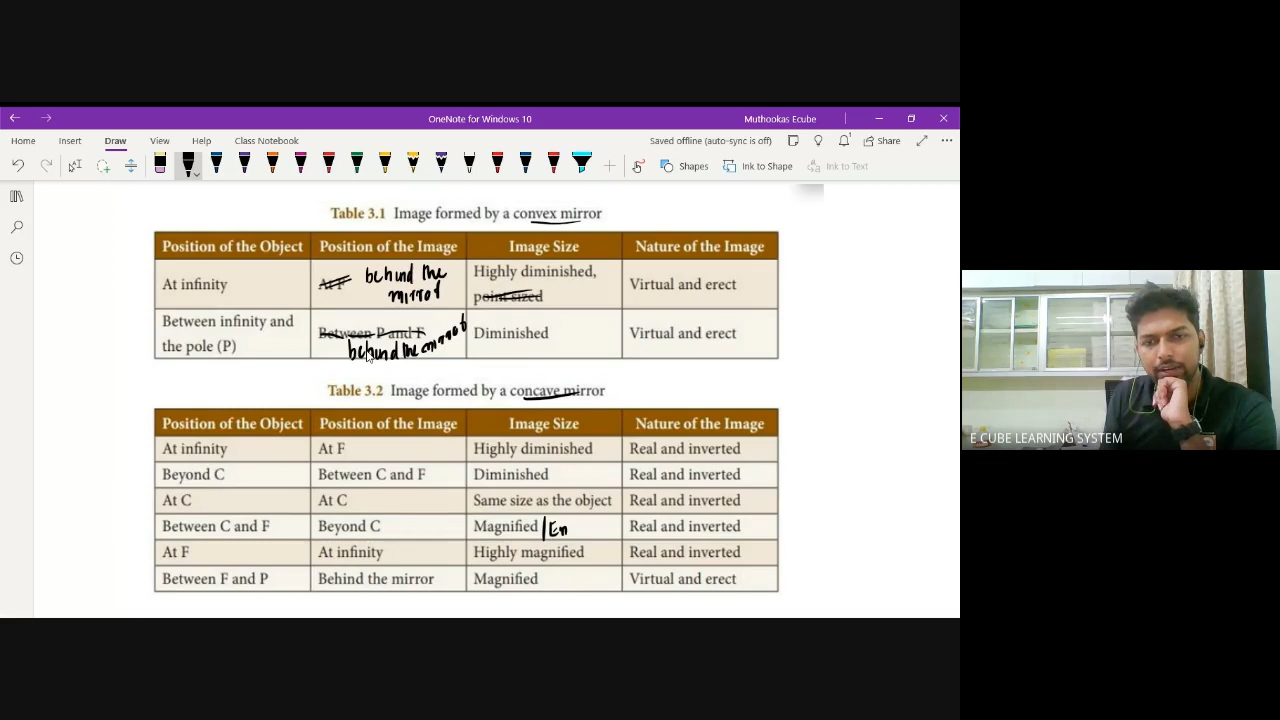 OneNote for Windows 10
Muthookas Ecube
Home Insert Draw View Help Class Notebook
Saved offline (auto-sync is off)
1
Share
Shapes
Ink to Shape
Ink to Text
Table 3.1 Image formed by a convex mirror
Position of the Object Position of the Image Image Size Nature of the Image
At infinity At F behind the mirror Highly diminished, point sized Virtual and erect
Between infinity and the pole (P) Between P and F behind the mirror Diminished Virtual and erect
Table 3.2 Image formed by a concave mirror
Position of the Object Position of the Image Image Size Nature of the Image
At infinity At F Highly diminished Real and inverted
Beyond C Between C and F Diminished Real and inverted
At C At C Same size as the object Real and inverted
Between C and F Beyond C Magnified /En Real and inverted
At F At infinity Highly magnified Real and inverted
Between F and P Behind the mirror Magnified Virtual and erect
E CUBE LEARNING SYSTEM